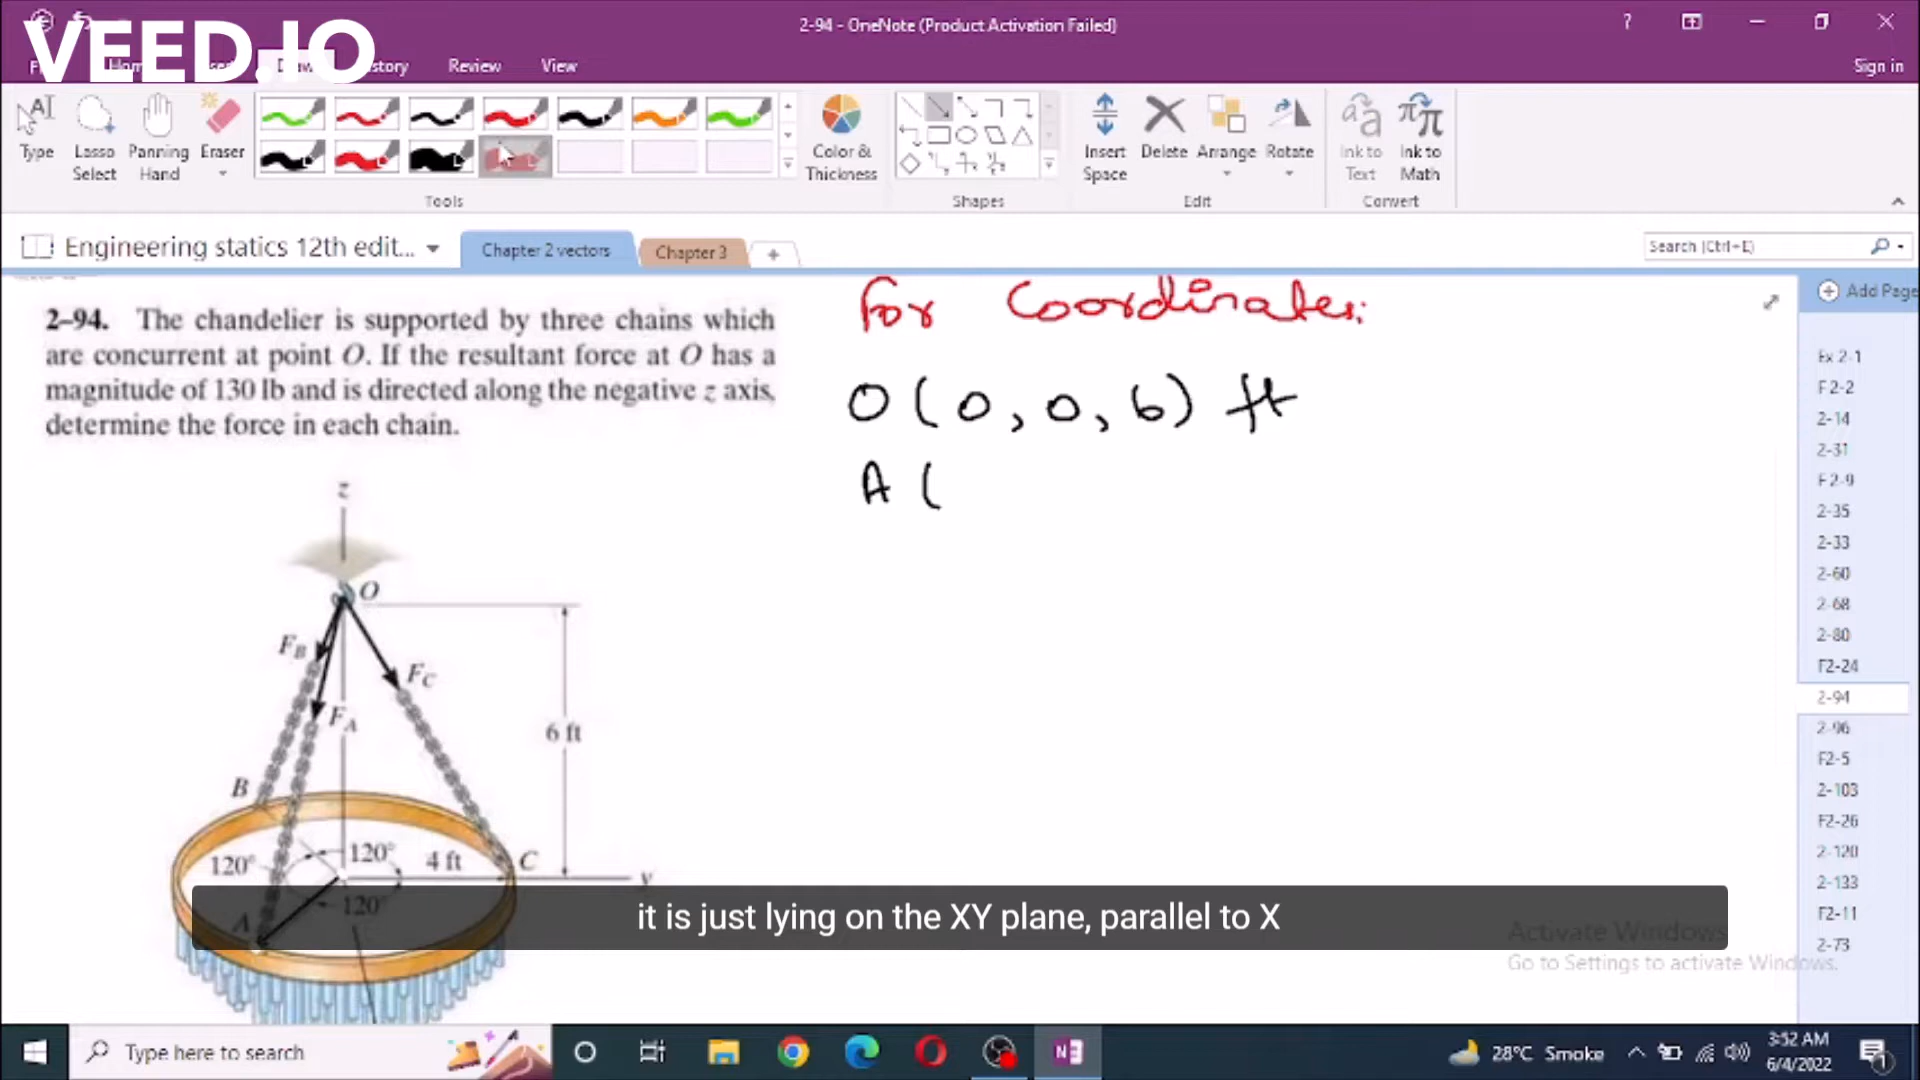 VEED.IO
2-94 - OneNote (Product Activation Failed)
Review
View
Sign in
Type
Lasso Select
Panning Hand
Eraser
Color & Thickness
Insert Space
Delete
Arrange
Rotate
Ink to Text
Ink to Math
Tools
Shapes
Edit
Convert
Engineering statics 12th edit...
Chapter 2 vectors
Chapter 3
Search (Ctrl+E)
2–94. The chandelier is supported by three chains which
are concurrent at point O. If the resultant force at O has a
magnitude of 130 lb and is directed along the negative z axis,
determine the force in each chain.
For Coordinates:
O (0, 0, 6) ft
A (
z
O
FB
FC
FA
6 ft
B
120°
120°
4 ft
C
y
A
120°
it is just lying on the XY plane, parallel to X
Add Page
Ex 2-1
F 2-2
2-14
2-31
F 2-9
2-35
2-33
2-60
2-68
2-80
F2-24
2-94
2-96
F2-5
2-103
F2-26
2-120
2-133
F2-11
2-73
Activate Windows
Go to Settings to activate Windows.
Type here to search
28°C Smoke
3:52 AM
6/4/2022